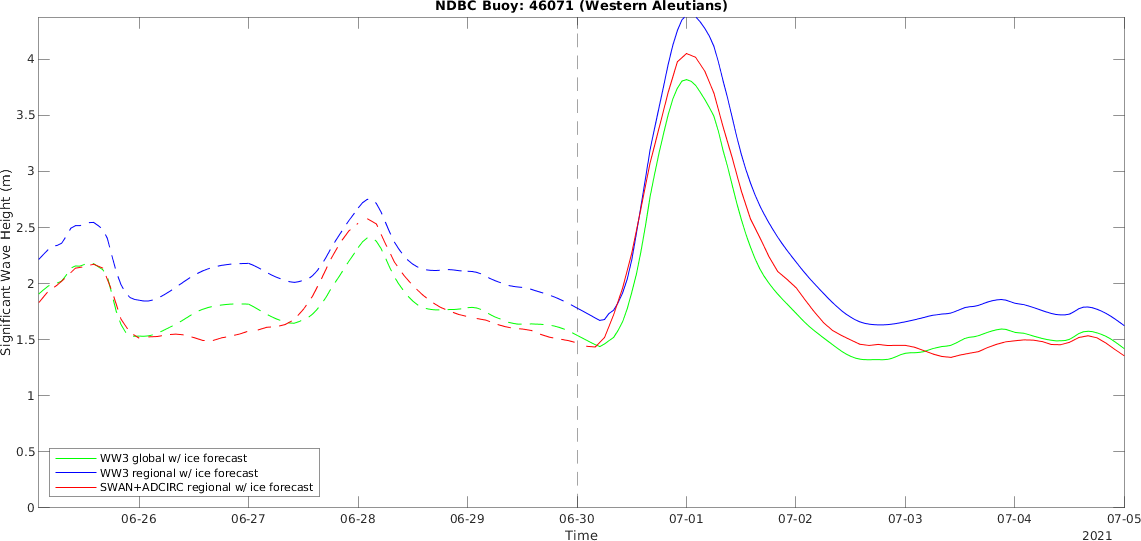 NDBC Buoy: 46071 (Western Aleutians)
Significant Wave Height (m)
4
3.5
3
2.5
2
1.5
1
0.5
0
WW3 global w/ ice forecast
WW3 regional w/ ice forecast
SWAN+ADCIRC regional w/ ice forecast
06-26 06-27 06-28 06-29 06-30 07-01 07-02 07-03 07-04 07-05
Time
2021